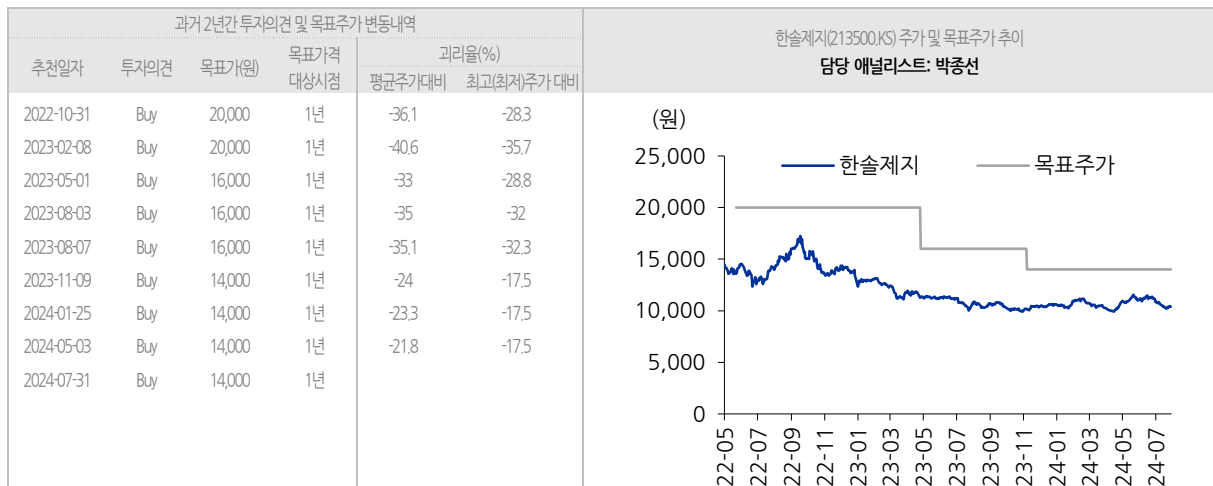 과거 2년간 투자의견 및 목표주가 변동내역
추천일자 투자의견 목표가(원) 목표가격 대상시점 괴리율(%)
평균주가대비 최고(최저)주가 대비
2022-10-31 Buy 20,000 1년 -36.1 -28.3
2023-02-08 Buy 20,000 1년 -40.6 -35.7
2023-05-01 Buy 16,000 1년 -33 -28.8
2023-08-03 Buy 16,000 1년 -35 -32
2023-08-07 Buy 16,000 1년 -35.1 -32.3
2023-11-09 Buy 14,000 1년 -24 -17.5
2024-01-25 Buy 14,000 1년 -23.3 -17.5
2024-05-03 Buy 14,000 1년 -21.8 -17.5
2024-07-31 Buy 14,000 1년
한솔제지(213500.KS) 주가 및 목표주가 추이
담당 애널리스트: 박종선
(원)
한솔제지 목표주가
25,000
20,000
15,000
10,000
5,000
0
22-05 22-07 22-09 22-11 23-01 23-03 23-05 23-07 23-09 23-11 24-01 24-03 24-05 24-07